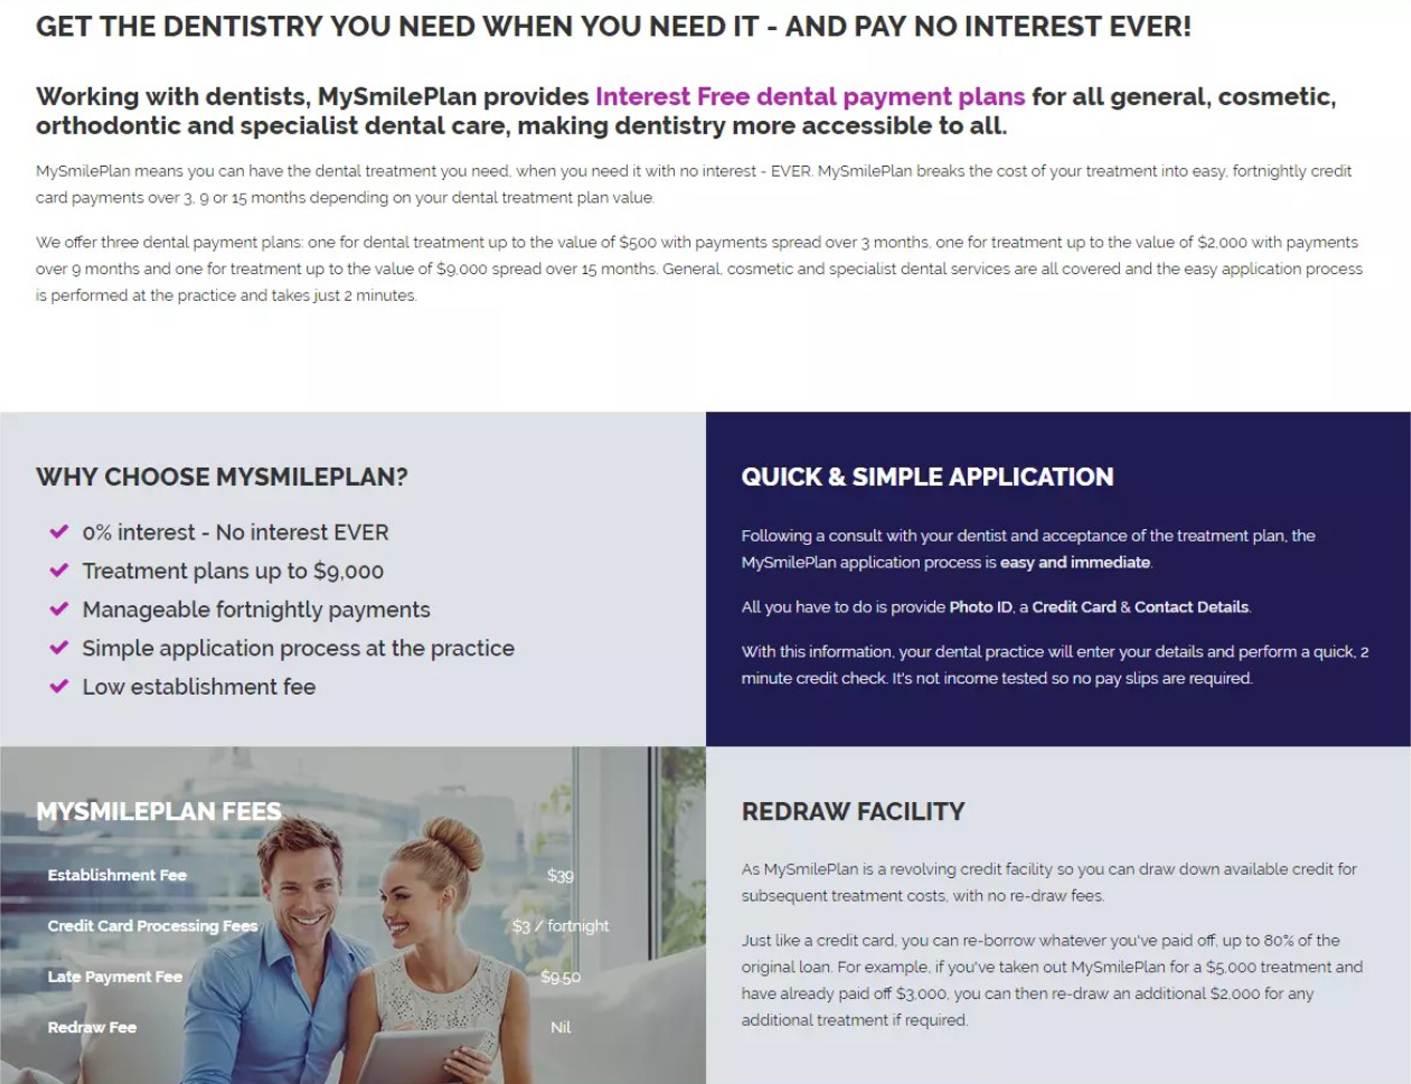 GET THE DENTISTRY YOU NEED WHEN YOU NEED IT - AND PAY NO INTEREST EVER!
Working with dentists, MySmilePlan provides Interest Free dental payment plans for all general, cosmetic,
orthodontic and specialist dental care, making dentistry more accessible to all.
MySmilePlan means you can have the dental treatment you need, when you need it with no interest - EVER. MySmilePlan breaks the cost of your treatment into easy, fortnightly credit
card payments over 3, 9 or 15 months depending on your dental treatment plan value.
We offer three dental payment plans: one for dental treatment up to the value of $500 with payments spread over 3 months, one for treatment up to the value of $2,000 with payments
over 9 months and one for treatment up to the value of $9,000 spread over 15 months. General, cosmetic and specialist dental services are all covered and the easy application process
is performed at the practice and takes just 2 minutes.
WHY CHOOSE MYSMILEPLAN?
0% interest - No interest EVER
Treatment plans up to $9,000
Manageable fortnightly payments
Simple application process at the practice
Low establishment fee
QUICK & SIMPLE APPLICATION
Following a consult with your dentist and acceptance of the treatment plan, the
MySmilePlan application process is easy and immediate.
All you have to do is provide Photo ID, a Credit Card & Contact Details.
With this information, your dental practice will enter your details and perform a quick, 2
minute credit check. It's not income tested so no pay slips are required.
MYSMILEPLAN FEES
Establishment Fee $39
Credit Card Processing Fees $3 / fortnight
Late Payment Fee $9.50
Redraw Fee Nil
REDRAW FACILITY
As MySmilePlan is a revolving credit facility so you can draw down available credit for
subsequent treatment costs, with no re-draw fees.
Just like a credit card, you can re-borrow whatever you've paid off, up to 80% of the
original loan. For example, if you've taken out MySmilePlan for a $5,000 treatment and
have already paid off $3,000, you can then re-draw an additional $2,000 for any
additional treatment if required.